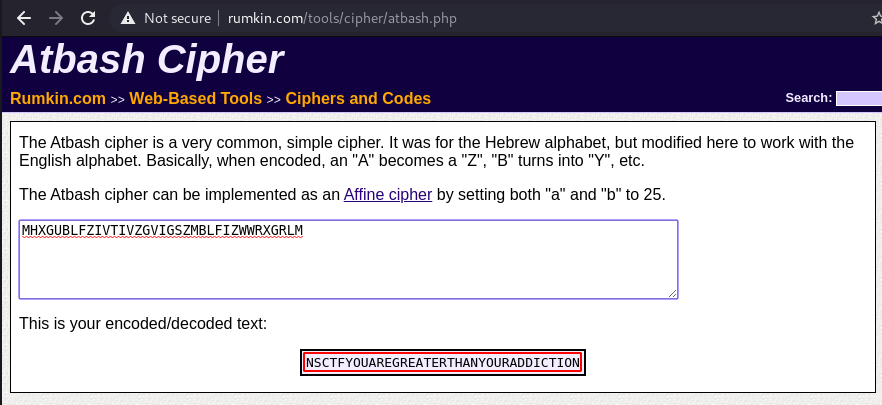 Not secure | rumkin.com/tools/cipher/atbash.php
Atbash Cipher
Rumkin.com >> Web-Based Tools >> Ciphers and Codes Search:
The Atbash cipher is a very common, simple cipher. It was for the Hebrew alphabet, but modified here to work with the
English alphabet. Basically, when encoded, an "A" becomes a "Z", "B" turns into "Y", etc.
The Atbash cipher can be implemented as an Affine cipher by setting both "a" and "b" to 25.
MHXGUBLFZIVTIVZGVIGSZMBLFIZWWRXGRLM
This is your encoded/decoded text:
NSCTFYOUAREGREATERTHANYOURADDICTION